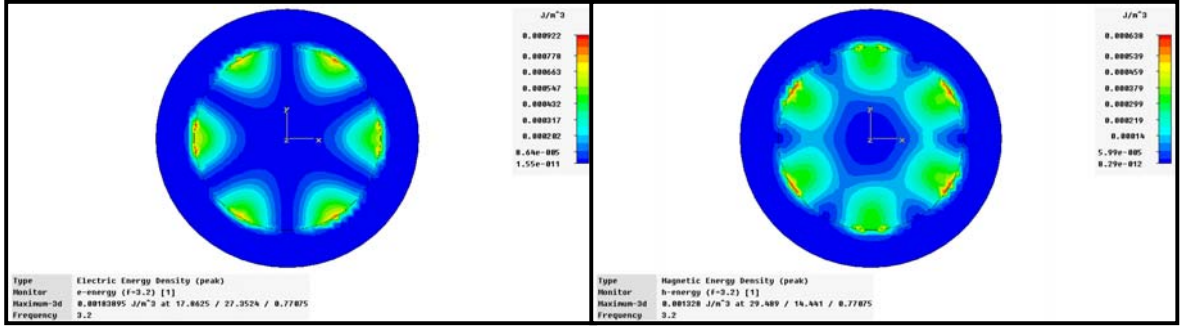 J/m^3
0.000922
0.000778
0.000663
0.000547
0.000432
0.000317
0.000202
8.64e-005
1.55e-011
Y
Z X
Type Electric Energy Density (peak)
Monitor e-energy (f=3.2) [1]
Maximum-3d 0.00103895 J/m^3 at 17.0625 / 27.3524 / 0.77075
Frequency 3.2
J/m^3
0.000638
0.000539
0.000459
0.000379
0.000299
0.000219
0.00014
5.99e-005
8.29e-012
Y
Z X
Type Magnetic Energy Density (peak)
Monitor h-energy (f=3.2) [1]
Maximum-3d 0.001328 J/m^3 at 29.489 / 14.441 / 0.77075
Frequency 3.2